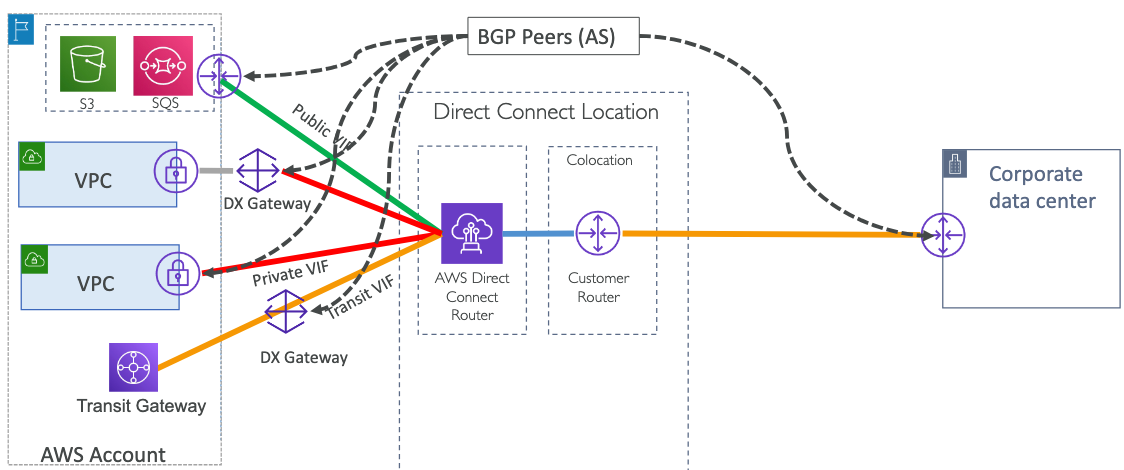 BGP Peers (AS)
S3
SQS
Public VIF
Direct Connect Location
Colocation
VPC
DX Gateway
Corporate
data center
VPC
Private VIF
Transit VIF
AWS Direct
Connect
Router
Customer
Router
DX Gateway
Transit Gateway
AWS Account